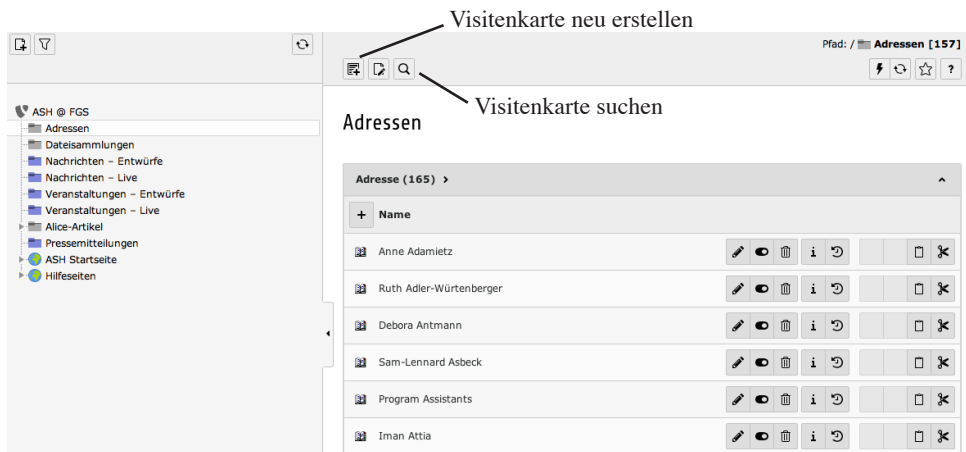 Visitenkarte neu erstellen
Pfad: / Adressen [157]
?
Visitenkarte suchen
ASH @ FGS
Adressen
Dateisammlungen
Nachrichten – Entwürfe
Nachrichten – Live
Veranstaltungen – Entwürfe
Veranstaltungen – Live
Alice-Artikel
Pressemitteilungen
ASH Startseite
Hilfeseiten
Adressen
Adresse (165)
+ Name
Anne Adamietz
Ruth Adler-Würtenberger
Debora Antmann
Sam-Lennard Asbeck
Program Assistants
Iman Attia